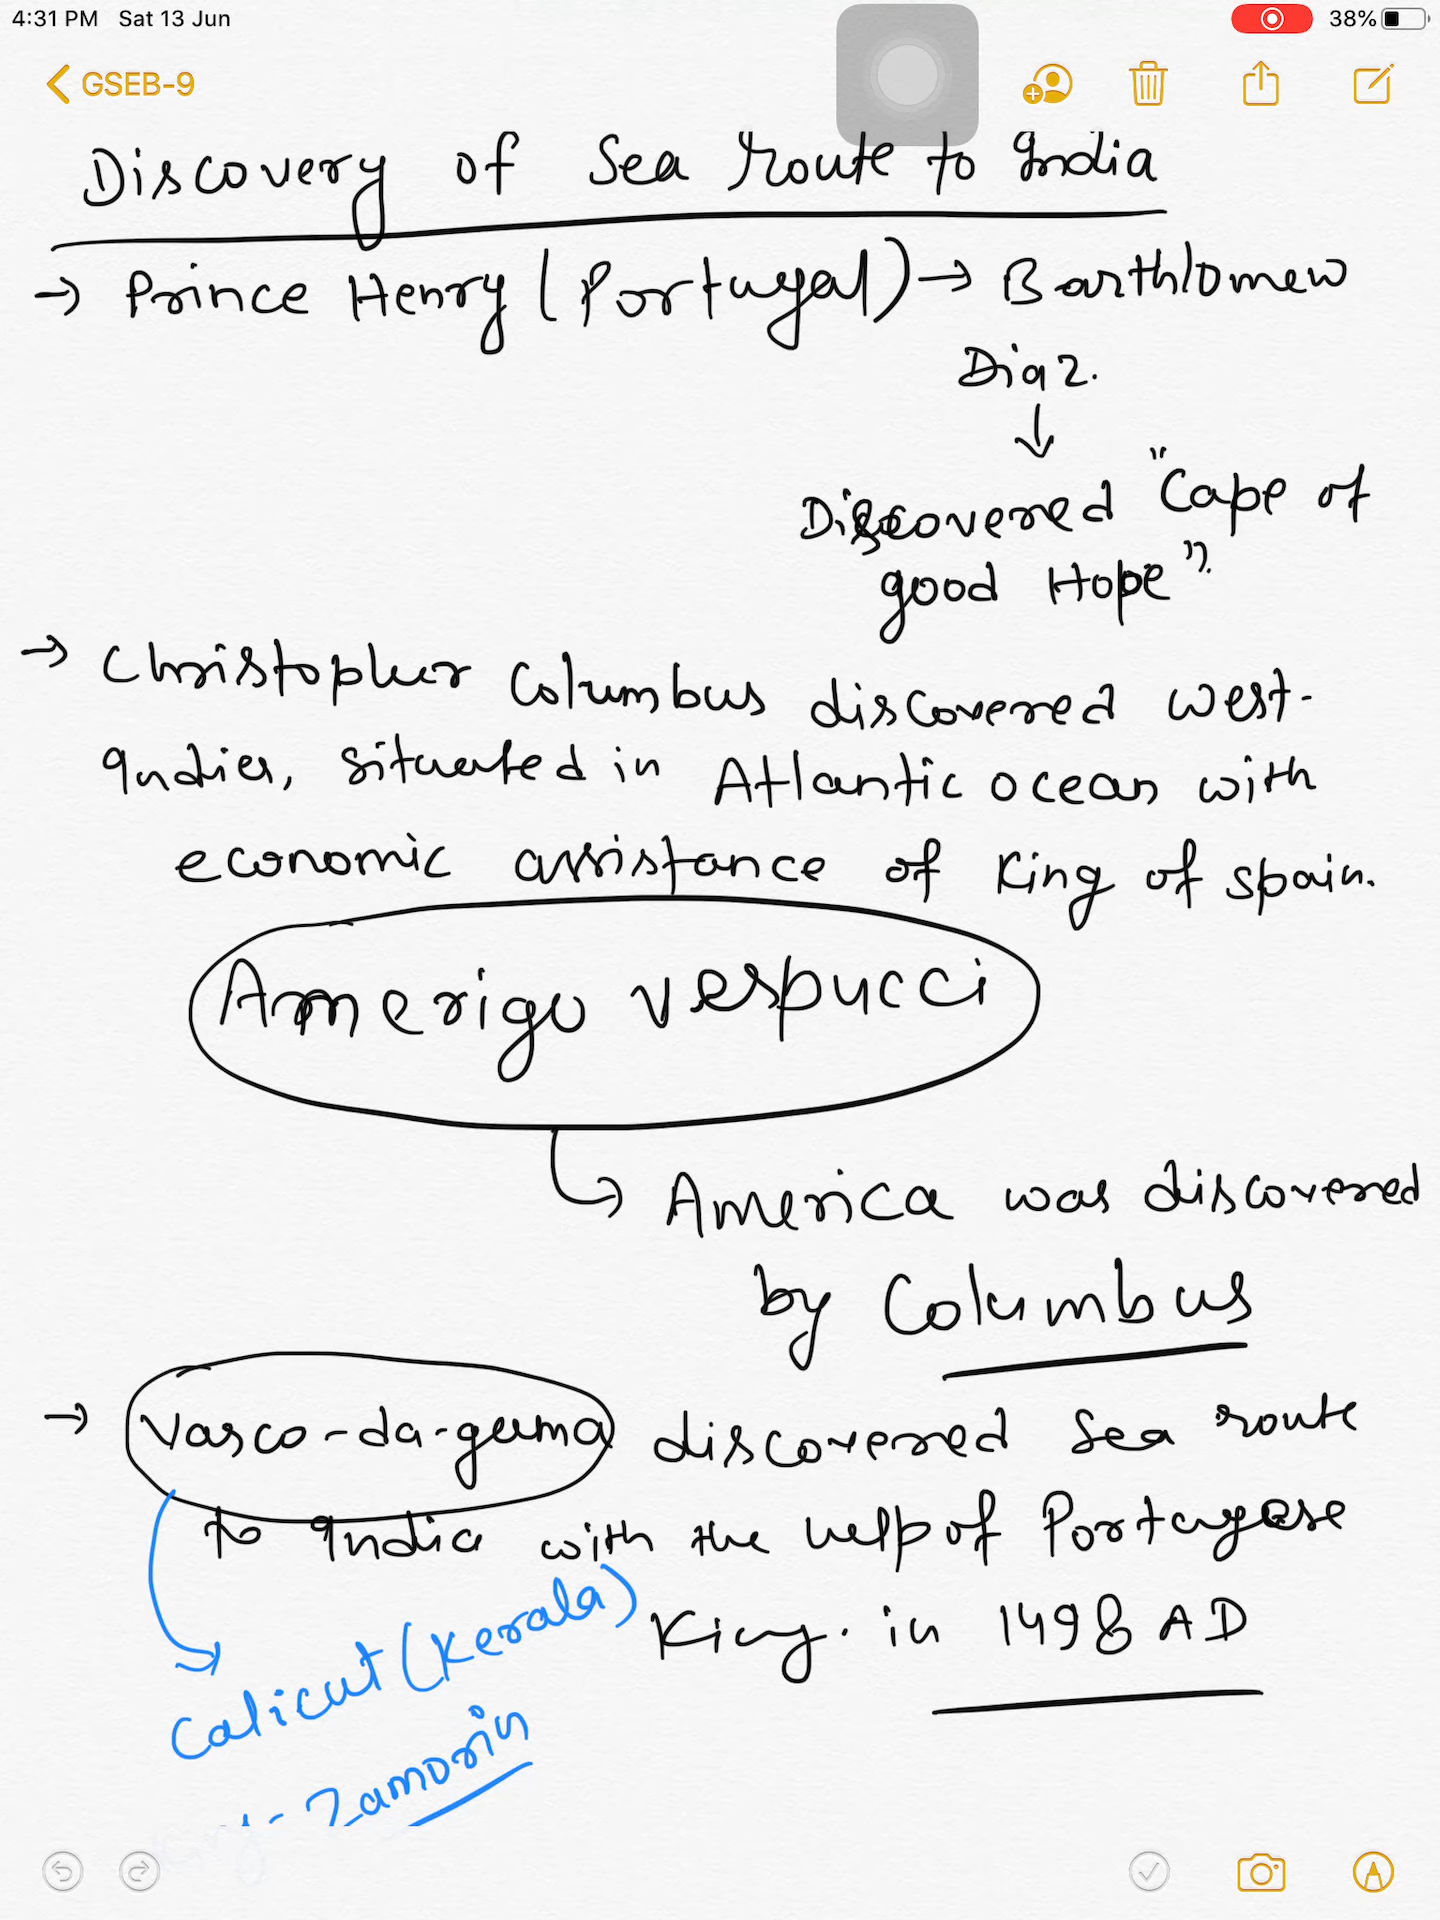 4:31 PM Sat 13 Jun 38%
GSEB-9
Discovery of Sea Route to India
→ Prince Henry (Portugal) → Barthlomew
Diaz.
↓
Discovered "Cape of
good Hope".
→ Christopher Columbus discovered west-
Indies, situated in Atlantic ocean with
economic assistance of King of spain.
Amerigo vespucci
↳ America was discovered
by Columbus
→ Vasco-da-gama discovered Sea route
to India with the help of Portugese
King. in 1498 AD
Calicut (Kerala)
King - Zamorin